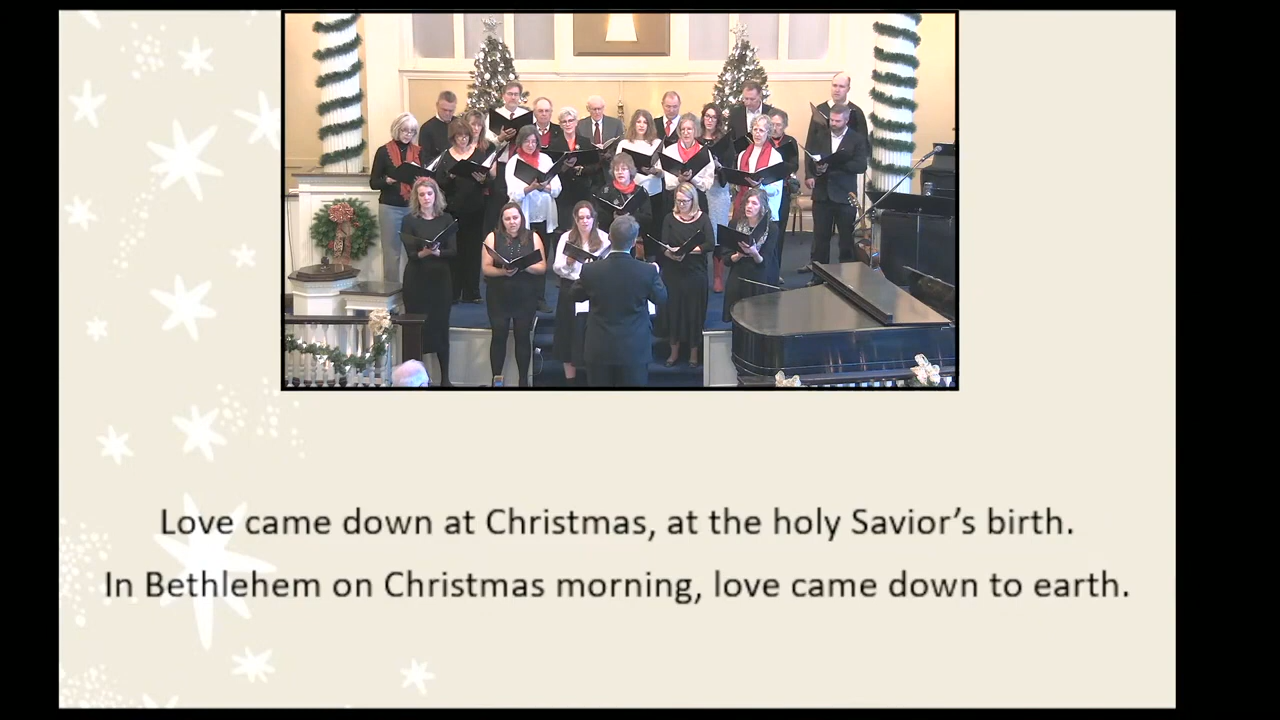 Love came down at Christmas, at the holy Savior’s birth.
In Bethlehem on Christmas morning, love came down to earth.